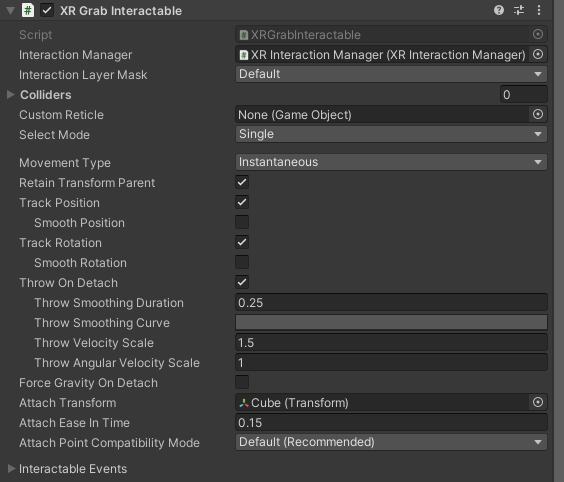 XR Grab Interactable
Script XRGrabInteractable
Interaction Manager XR Interaction Manager (XR Interaction Manager)
Interaction Layer Mask Default
Colliders 0
Custom Reticle None (Game Object)
Select Mode Single
Movement Type Instantaneous
Retain Transform Parent
Track Position
Smooth Position
Track Rotation
Smooth Rotation
Throw On Detach
Throw Smoothing Duration 0.25
Throw Smoothing Curve
Throw Velocity Scale 1.5
Throw Angular Velocity Scale 1
Force Gravity On Detach
Attach Transform Cube (Transform)
Attach Ease In Time 0.15
Attach Point Compatibility Mode Default (Recommended)
Interactable Events